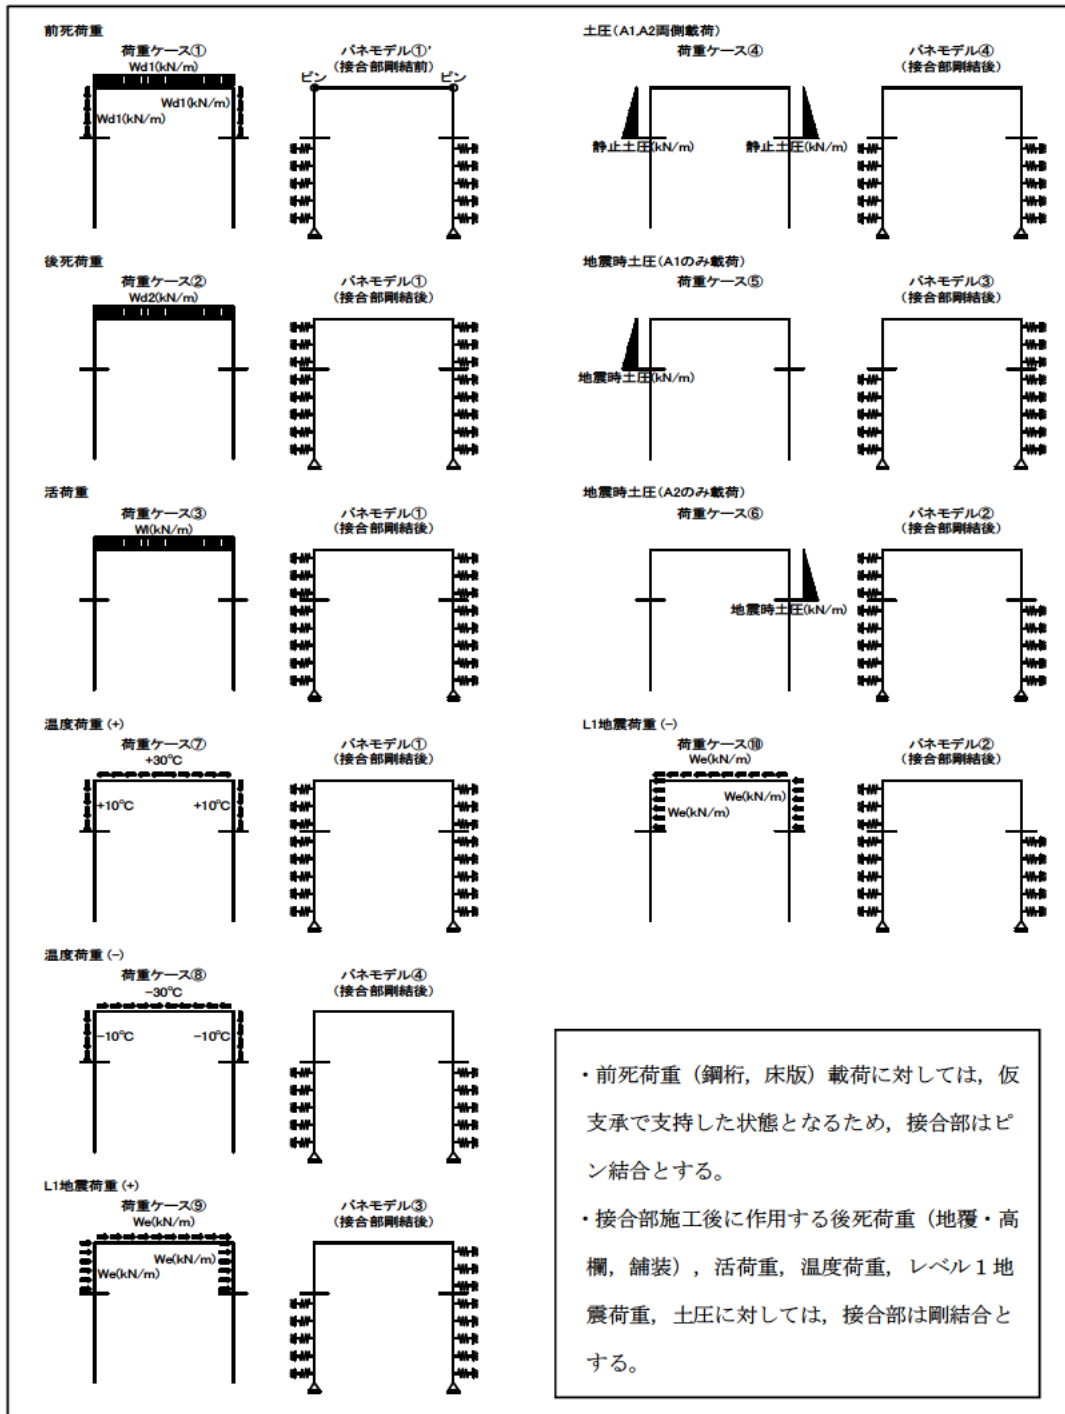 前死荷重
荷重ケース①
Wd1(kN/m)
Wd1(kN/m)
Wd1(kN/m)
バネモデル①'
(接合部剛結前)
ピン
ピン
後死荷重
荷重ケース②
Wd2(kN/m)
バネモデル①
(接合部剛結後)
活荷重
荷重ケース③
Wl(kN/m)
バネモデル①
(接合部剛結後)
温度荷重(+)
荷重ケース⑦
+30℃
+10℃
+10℃
バネモデル①
(接合部剛結後)
温度荷重(-)
荷重ケース⑧
-30℃
-10℃
-10℃
バネモデル④
(接合部剛結後)
L1地震荷重(+)
荷重ケース⑨
We(kN/m)
We(kN/m)
We(kN/m)
バネモデル③
(接合部剛結後)
土圧(A1,A2両側載荷)
荷重ケース④
静止土圧(kN/m)
静止土圧(kN/m)
バネモデル④
(接合部剛結後)
地震時土圧(A1のみ載荷)
荷重ケース⑤
地震時土圧(kN/m)
バネモデル③
(接合部剛結後)
地震時土圧(A2のみ載荷)
荷重ケース⑥
地震時土圧(kN/m)
バネモデル②
(接合部剛結後)
L1地震荷重(-)
荷重ケース⑩
We(kN/m)
We(kN/m)
We(kN/m)
バネモデル②
(接合部剛結後)
・前死荷重（鋼桁，床版）載荷に対しては，仮
支承で支持した状態となるため，接合部はピ
ン結合とする。
・接合部施工後に作用する後死荷重（地覆・高
欄，舗装），活荷重，温度荷重，レベル１地
震荷重，土圧に対しては，接合部は剛結合と
する。